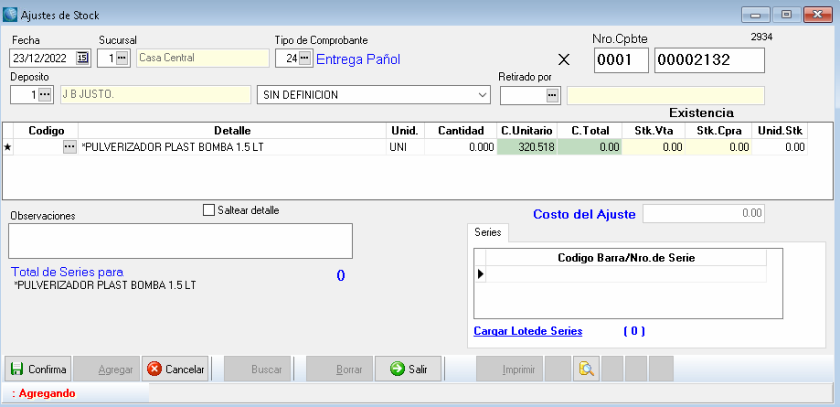 Ajustes de Stock
Fecha Sucursal Tipo de Comprobante Nro.Cpbte 2934
23/12/2022 15 1 ... Casa Central 24 ... Entrega Pañol X 0001 00002132
Deposito Retirado por
1 ... J B JUSTO. SIN DEFINICION ...
Existencia
Codigo Detalle Unid. Cantidad C.Unitario C.Total Stk.Vta Stk.Cpra Unid.Stk
... *PULVERIZADOR PLAST BOMBA 1.5 LT UNI 0.000 320.518 0.00 0.00 0.00 0.00
Observaciones Saltear detalle Costo del Ajuste 0.00
Series
Codigo Barra/Nro.de Serie
Total de Series para 0
*PULVERIZADOR PLAST BOMBA 1.5 LT
Cargar Lotede Series ( 0 )
Confirma Agregar Cancelar Buscar Borrar Salir Imprimir
: Agregando